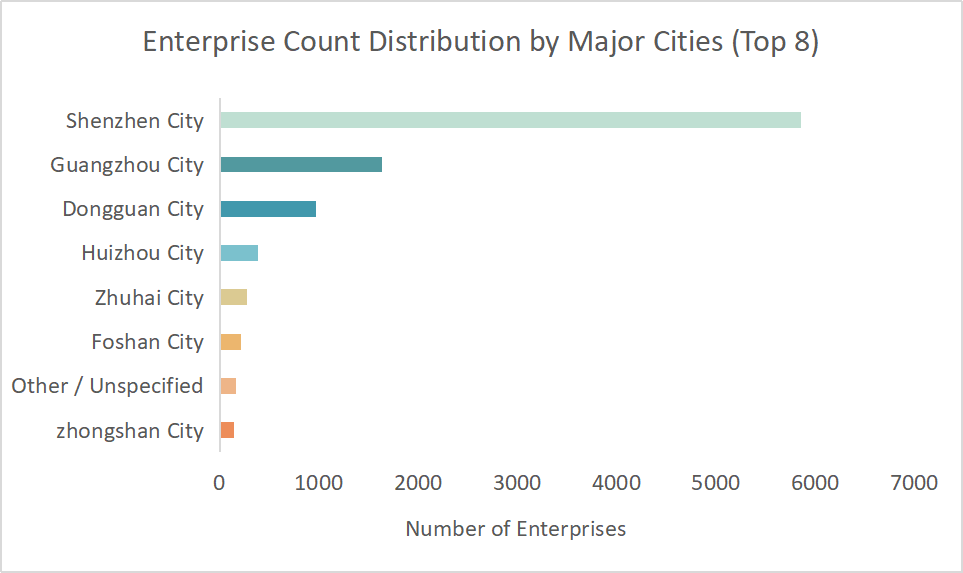 Enterprise Count Distribution by Major Cities (Top 8)
Shenzhen City
Guangzhou City
Dongguan City
Huizhou City
Zhuhai City
Foshan City
Other / Unspecified
zhongshan City
0 1000 2000 3000 4000 5000 6000 7000
Number of Enterprises